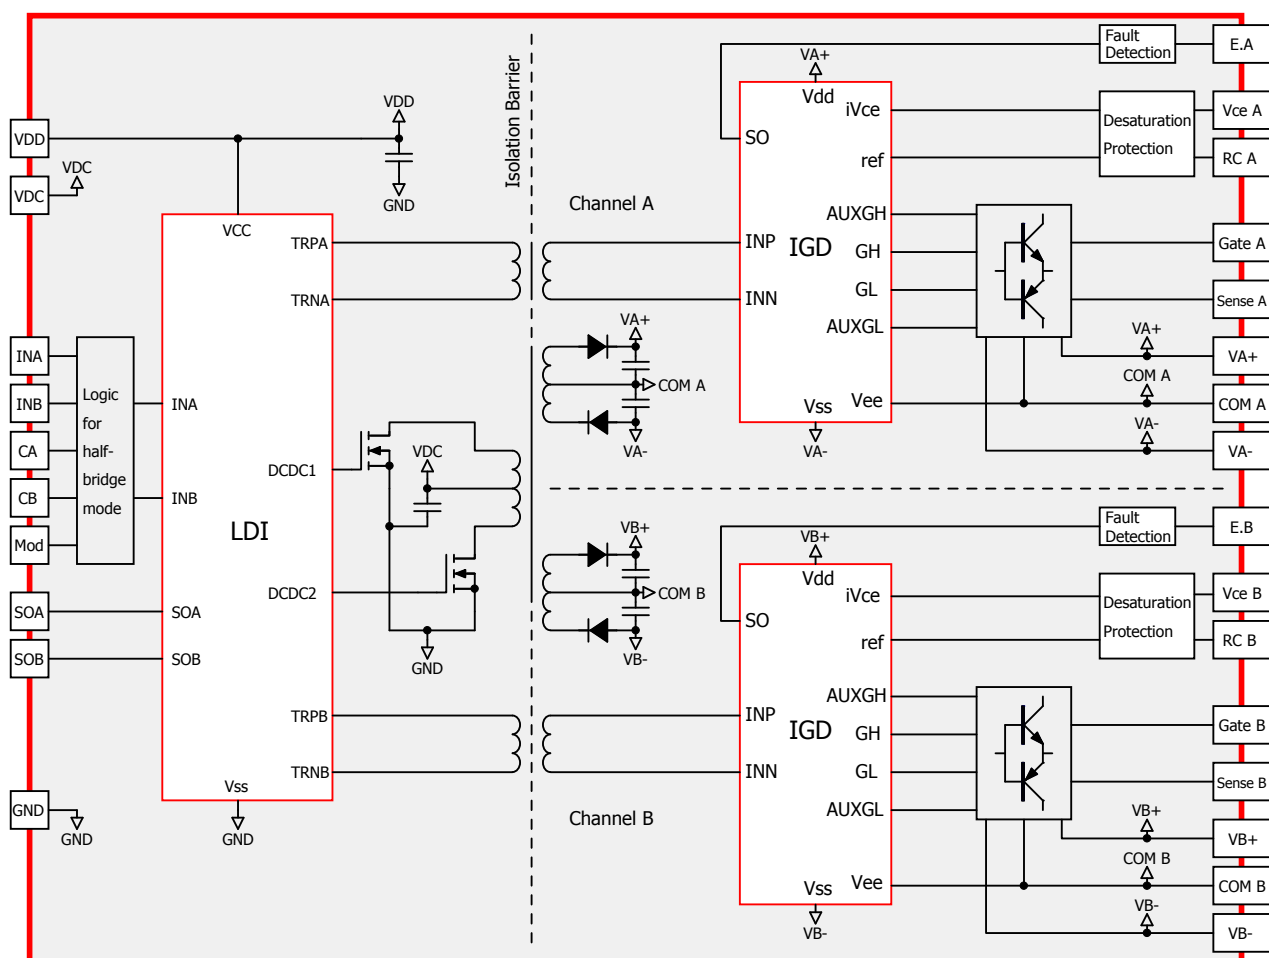 VDD
VDC
VDC
INA
INB
CA
CB
Mod
SOA
SOB
GND
GND
Logic
for
half-
bridge
mode
VDD
GND
VCC
TRPA
TRNA
INA
DCDC1
INB
LDI
DCDC2
SOA
SOB
TRPB
TRNB
Vss
GND
VDC
GND
Isolation Barrier
Channel A
VA+
COM A
VA-
VB+
COM B
VB-
Channel B
VA+
Vdd
iVce
SO
ref
AUXGH
INP
IGD
GH
GL
INN
AUXGL
Vee
Vss
VA-
Fault
Detection
Desaturation
Protection
VA+
COM A
VA-
E.A
Vce A
RC A
Gate A
Sense A
VA+
COM A
VA-
VB+
Vdd
iVce
SO
ref
AUXGH
INP
IGD
GH
GL
INN
AUXGL
Vee
Vss
VB-
Fault
Detection
Desaturation
Protection
VB+
COM B
VB-
E.B
Vce B
RC B
Gate B
Sense B
VB+
COM B
VB-